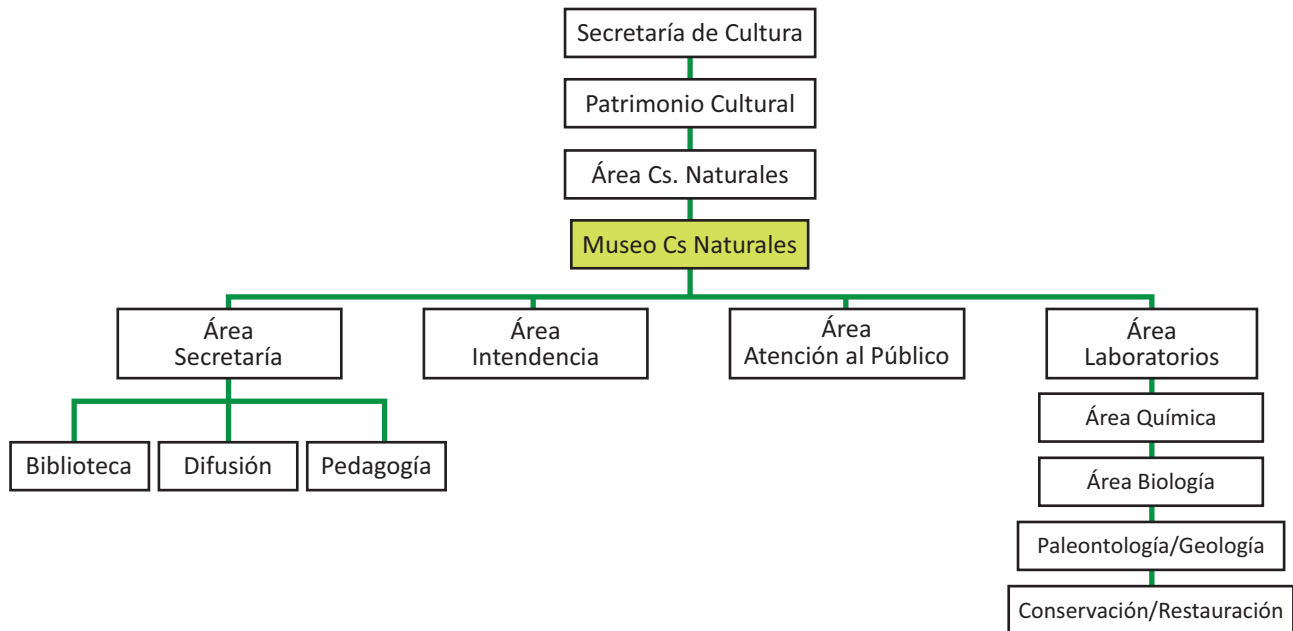 Secretaría de Cultura
Patrimonio Cultural
Área Cs. Naturales
Museo Cs Naturales
Área
Secretaría
Área
Intendencia
Área
Atención al Público
Área
Laboratorios
Biblioteca
Difusión
Pedagogía
Área Química
Área Biología
Paleontología/Geología
Conservación/Restauración